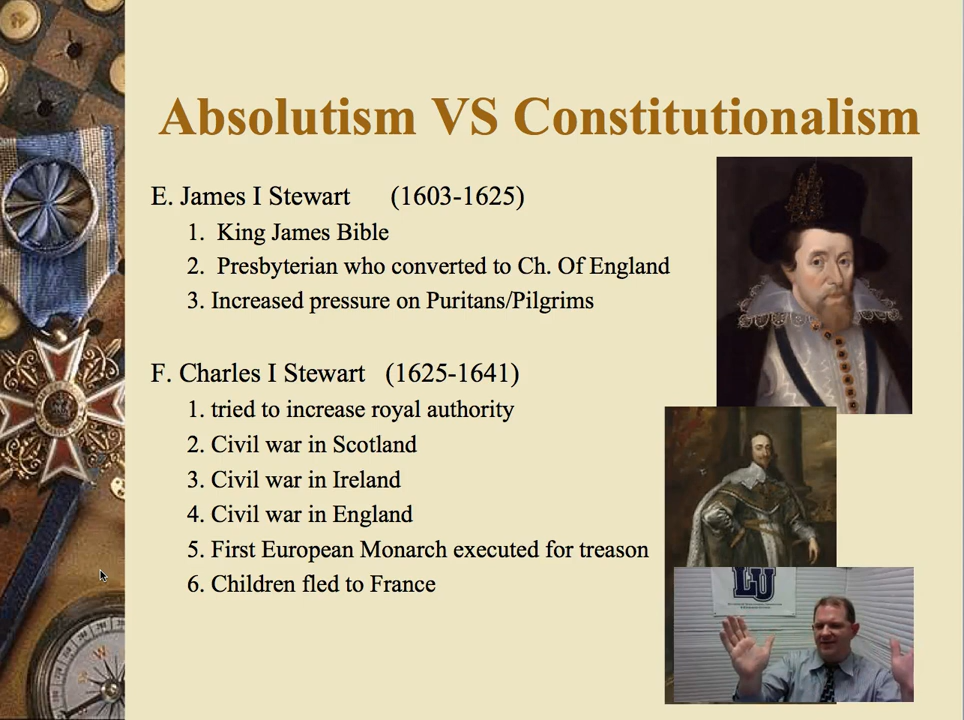 Absolutism VS Constitutionalism
E. James I Stewart (1603-1625)
1. King James Bible
2. Presbyterian who converted to Ch. Of England
3. Increased pressure on Puritans/Pilgrims
F. Charles I Stewart (1625-1641)
1. tried to increase royal authority
2. Civil war in Scotland
3. Civil war in Ireland
4. Civil war in England
5. First European Monarch executed for treason
6. Children fled to France
LU